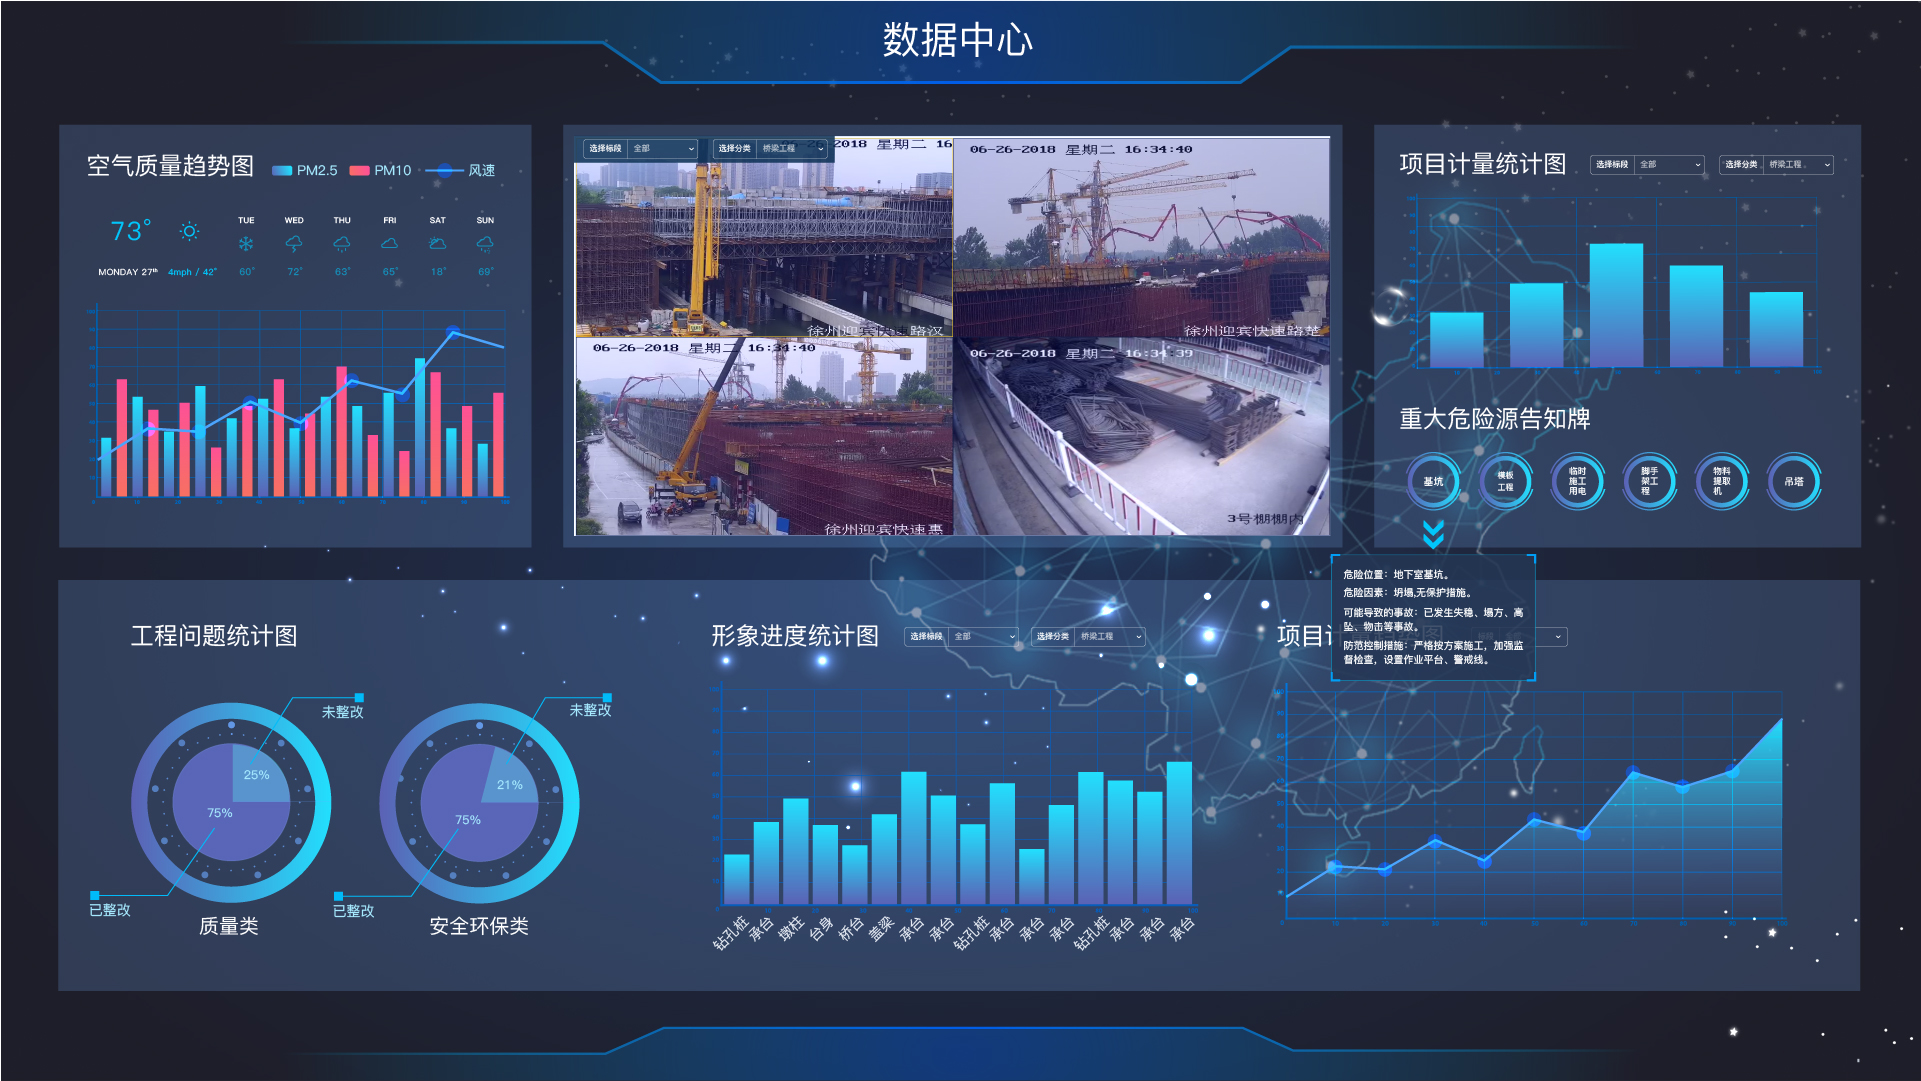 数据中心
空气质量趋势图
PM2.5
PM10
风速
73°
TUE
WED
THU
FRI
SAT
SUN
MONDAY 27th
4mph / 42°
60°
72°
63°
65°
18°
69°
选择标段
全部
选择分类
桥梁工程
2018 星期二 16
徐州迎宾快速路汉
06-26-2018 星期二 16:34:40
徐州迎宾快速路楚
06-26-2018 星期二 16:34:40
徐州迎宾快速
06-26-2018 星期二 16:34:39
3号棚棚内
项目计量统计图
选择标段
全部
选择分类
桥梁工程
重大危险源告知牌
基坑
模板
工程
临时
施工
用电
脚手
架工
程
物料
提取
机
吊塔
危险位置：地下室基坑。
危险因素：坍塌,无保护措施。
可能导致的事故：已发生失稳、塌方、高
坠、物击等事故。
防范控制措施：严格按方案施工，加强监
督检查，设置作业平台、警戒线。
工程问题统计图
未整改
25%
75%
已整改
质量类
未整改
21%
75%
已整改
安全环保类
形象进度统计图
选择标段
全部
选择分类
桥梁工程
钻孔桩
承台
墩柱
台身
桥台
盖梁
承台
承台
钻孔桩
承台
承台
承台
钻孔桩
承台
承台
承台
项目